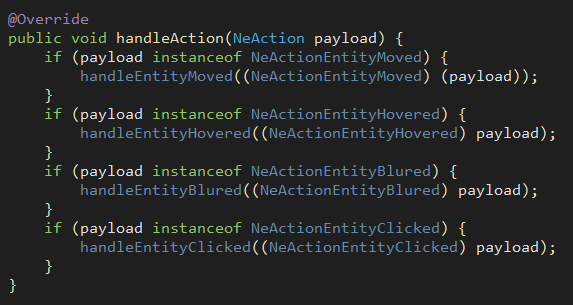 @Override
public void handleAction(NeAction payload) {
    if (payload instanceof NeActionEntityMoved) {
        handleEntityMoved((NeActionEntityMoved) (payload));
    }
    if (payload instanceof NeActionEntityHovered) {
        handleEntityHovered((NeActionEntityHovered) payload);
    }
    if (payload instanceof NeActionEntityBlured) {
        handleEntityBlured((NeActionEntityBlured) payload);
    }
    if (payload instanceof NeActionEntityClicked) {
        handleEntityClicked((NeActionEntityClicked) payload);
    }
}